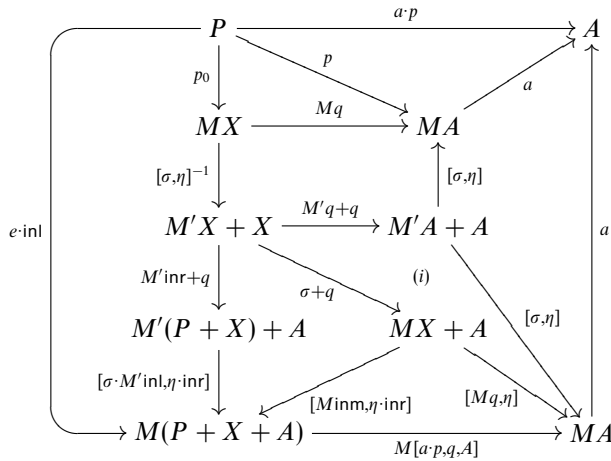 a·p
P A
p
p₀ a
Mq
MX MA
[σ,η]⁻¹ [σ,η]
M′q+q
e·inl M′X + X M′A + A a
M′inr+q σ+q (i)
[σ,η]
M′(P + X) + A MX + A
[σ·M′inl,η·inr] [Minm,η·inr] [Mq,η]
M(P + X + A) MA
M[a·p,q,A]